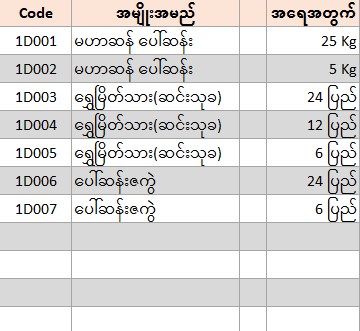 Code အမျိုးအမည် အရေအတွက်
1D001 မဟာဆန် ပေါ်ဆန်း 25 Kg
1D002 မဟာဆန် ပေါ်ဆန်း 5 Kg
1D003 ရွှေမြိတ်သား(ဆင်းသုခ) 24 ပြည်
1D004 ရွှေမြိတ်သား(ဆင်းသုခ) 12 ပြည်
1D005 ရွှေမြိတ်သား(ဆင်းသုခ) 6 ပြည်
1D006 ပေါ်ဆန်းဇကွဲ 24 ပြည်
1D007 ပေါ်ဆန်းဇကွဲ 6 ပြည်